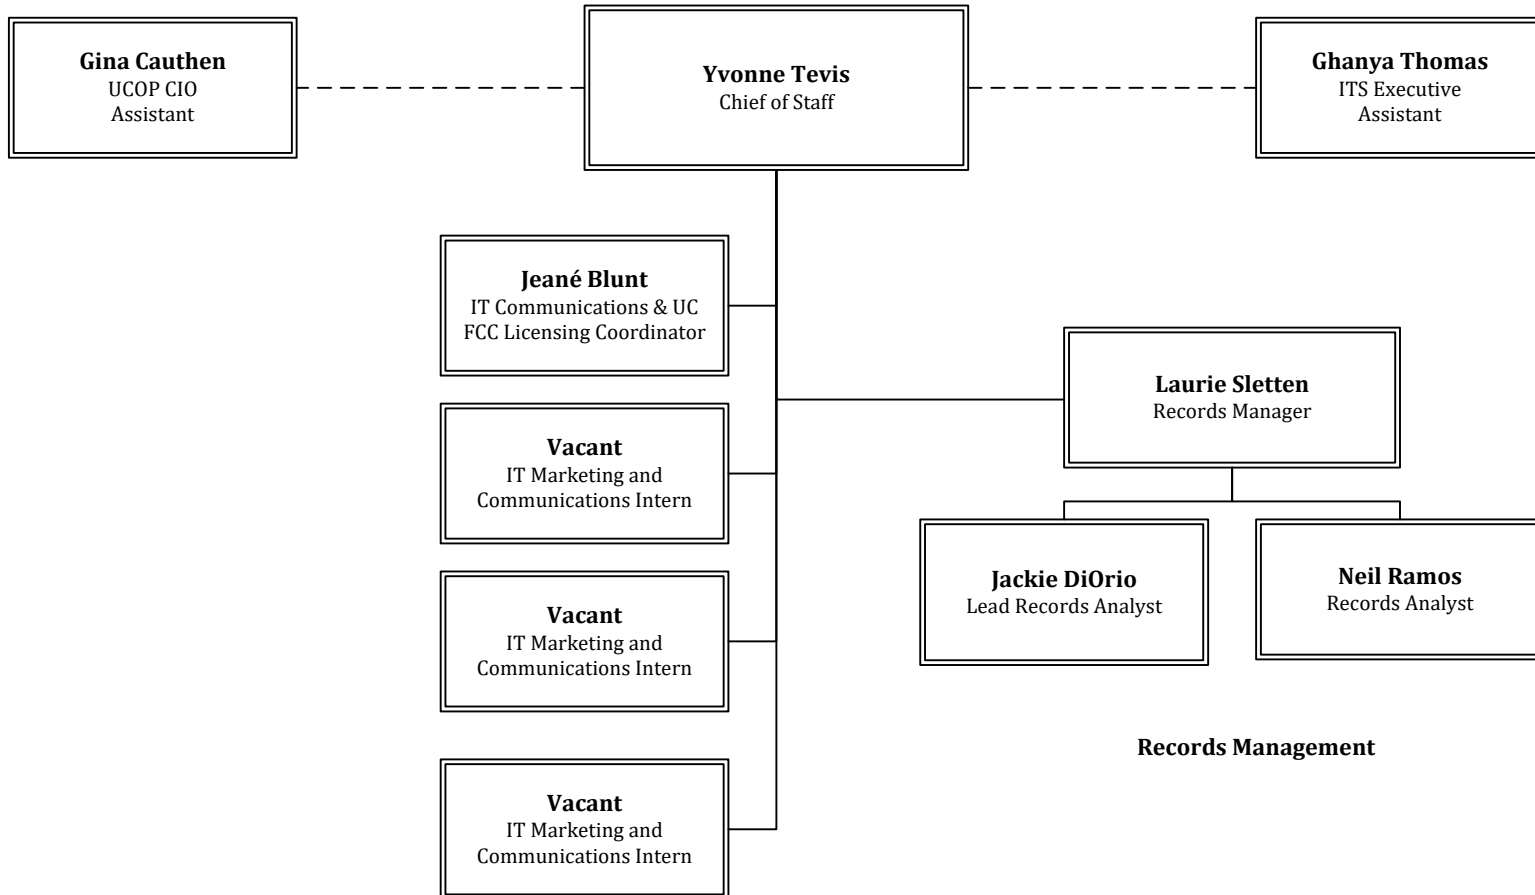 Gina Cauthen
UCOP CIO
Assistant
Yvonne Tevis
Chief of Staff
Ghanya Thomas
ITS Executive
Assistant
Jeané Blunt
IT Communications & UC
FCC Licensing Coordinator
Laurie Sletten
Records Manager
Vacant
IT Marketing and
Communications Intern
Jackie DiOrio
Lead Records Analyst
Neil Ramos
Records Analyst
Vacant
IT Marketing and
Communications Intern
Records Management
Vacant
IT Marketing and
Communications Intern